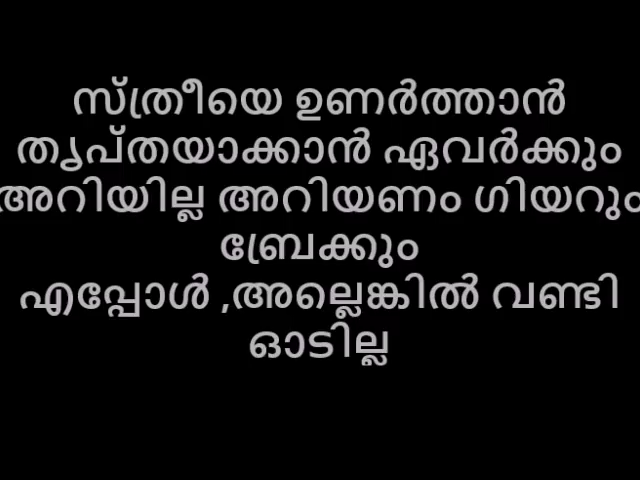 സ്ത്രീയെ ഉണർത്താൻ
തൃപ്തയാക്കാൻ ഏവർക്കും
അറിയില്ല അറിയണം ഗിയറും
ബ്രേക്കും
എപ്പോൾ ,അല്ലെങ്കിൽ വണ്ടി
ഓടില്ല